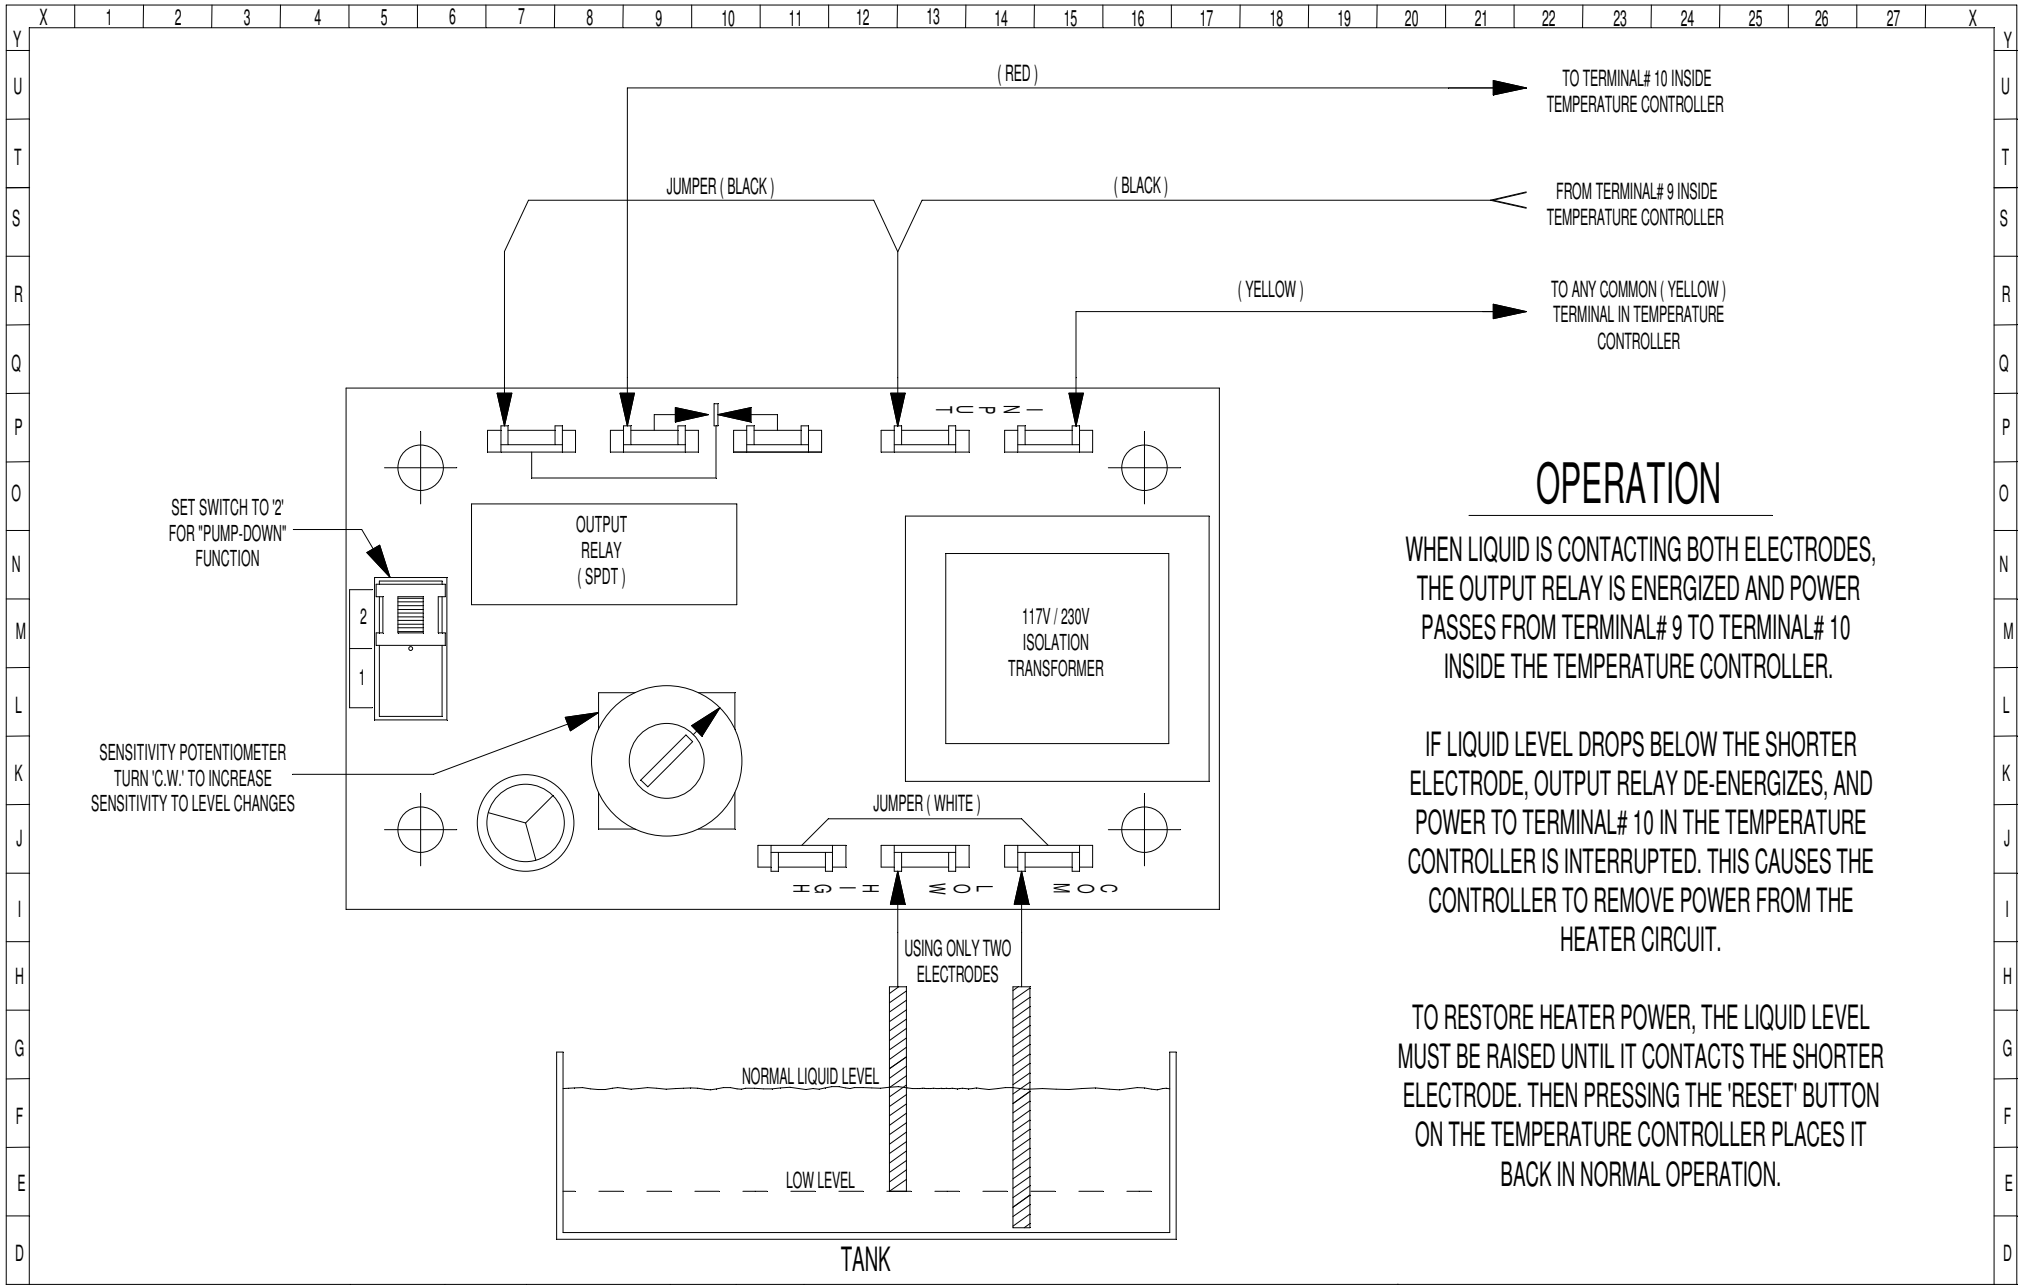 X 1 2 3 4 5 6 7 8 9 10 11 12 13 14 15 16 17 18 19 20 21 22 23 24 25 26 27 X
Y
U
T
S
R
Q
P
O
N
M
L
K
J
I
H
G
F
E
D
( RED )
TO TERMINAL# 10 INSIDE
TEMPERATURE CONTROLLER
JUMPER ( BLACK )
( BLACK )
FROM TERMINAL# 9 INSIDE
TEMPERATURE CONTROLLER
( YELLOW )
TO ANY COMMON ( YELLOW )
TERMINAL IN TEMPERATURE
CONTROLLER
INPUT
SET SWITCH TO '2'
FOR "PUMP-DOWN"
FUNCTION
OUTPUT
RELAY
( SPDT )
2
1
117V / 230V
ISOLATION
TRANSFORMER
SENSITIVITY POTENTIOMETER
TURN 'C.W.' TO INCREASE
SENSITIVITY TO LEVEL CHANGES
JUMPER ( WHITE )
HIGH
LOW
COM
USING ONLY TWO
ELECTRODES
NORMAL LIQUID LEVEL
LOW LEVEL
TANK
OPERATION
WHEN LIQUID IS CONTACTING BOTH ELECTRODES,
THE OUTPUT RELAY IS ENERGIZED AND POWER
PASSES FROM TERMINAL# 9 TO TERMINAL# 10
INSIDE THE TEMPERATURE CONTROLLER.
IF LIQUID LEVEL DROPS BELOW THE SHORTER
ELECTRODE, OUTPUT RELAY DE-ENERGIZES, AND
POWER TO TERMINAL# 10 IN THE TEMPERATURE
CONTROLLER IS INTERRUPTED. THIS CAUSES THE
CONTROLLER TO REMOVE POWER FROM THE
HEATER CIRCUIT.
TO RESTORE HEATER POWER, THE LIQUID LEVEL
MUST BE RAISED UNTIL IT CONTACTS THE SHORTER
ELECTRODE. THEN PRESSING THE 'RESET' BUTTON
ON THE TEMPERATURE CONTROLLER PLACES IT
BACK IN NORMAL OPERATION.
Y
U
T
S
R
Q
P
O
N
M
L
K
J
I
H
G
F
E
D